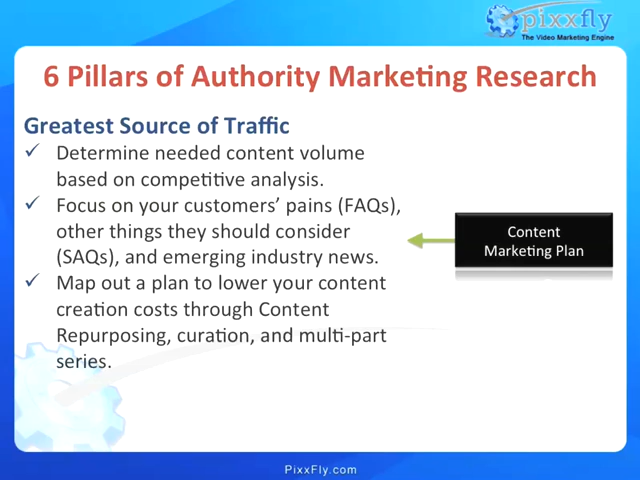 pixxfly
The Video Marketing Engine
6 Pillars of Authority Marketing Research
Greatest Source of Traffic
✓ Determine needed content volume
based on competitive analysis.
✓ Focus on your customers’ pains (FAQs),
other things they should consider
(SAQs), and emerging industry news.
✓ Map out a plan to lower your content
creation costs through Content
Repurposing, curation, and multi-part
series.
Content
Marketing Plan
PixxFly.com